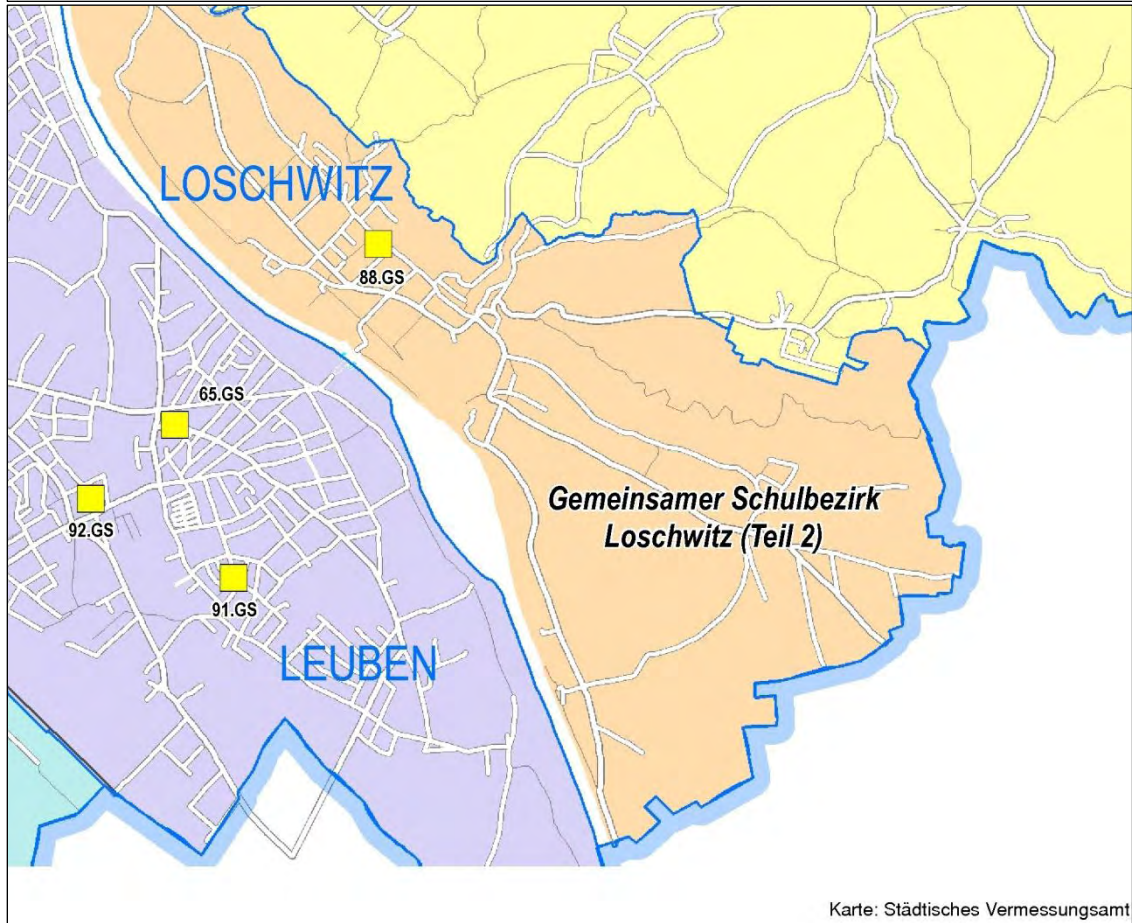 LOSCHWITZ
88.GS
65.GS
92.GS
Gemeinsamer Schulbezirk
Loschwitz (Teil 2)
91.GS
LEUBEN
Karte: Städtisches Vermessungsamt